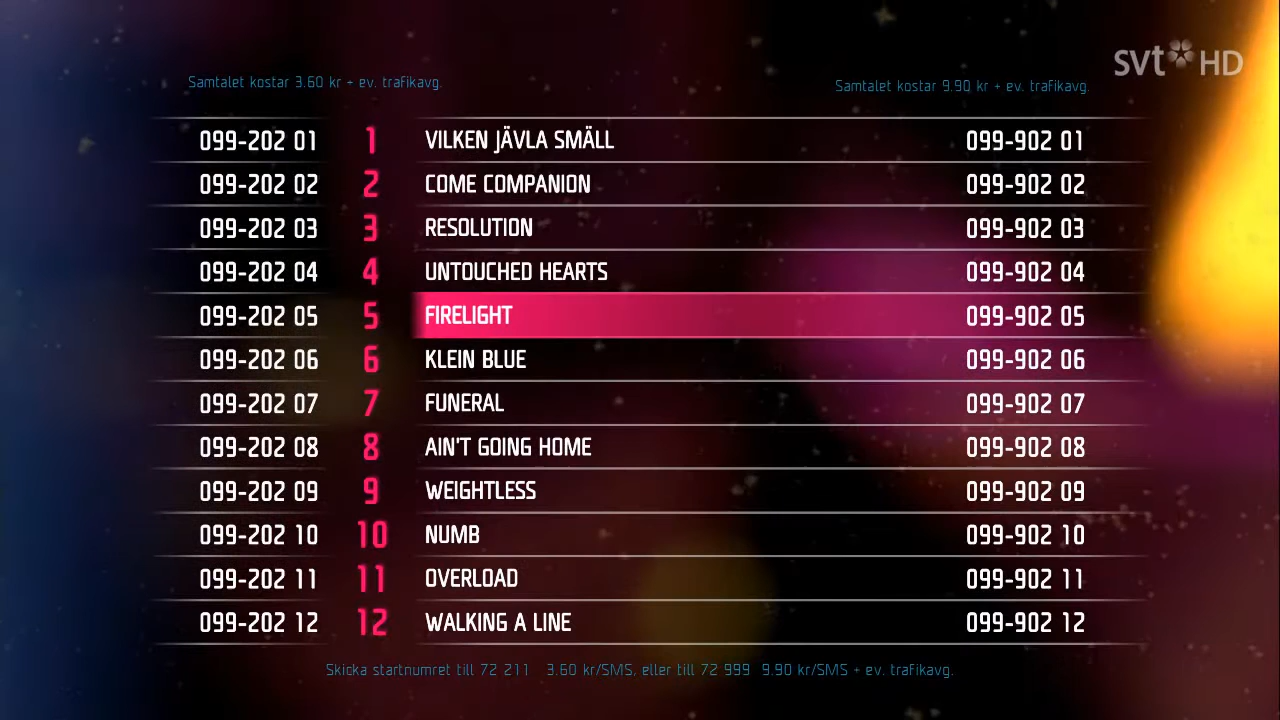 svt HD
Samtalet kostar 3.60 kr + ev. trafikavg.
Samtalet kostar 9.90 kr + ev. trafikavg.
099-202 01 1 VILKEN JÄVLA SMÄLL 099-902 01
099-202 02 2 COME COMPANION 099-902 02
099-202 03 3 RESOLUTION 099-902 03
099-202 04 4 UNTOUCHED HEARTS 099-902 04
099-202 05 5 FIRELIGHT 099-902 05
099-202 06 6 KLEIN BLUE 099-902 06
099-202 07 7 FUNERAL 099-902 07
099-202 08 8 AIN'T GOING HOME 099-902 08
099-202 09 9 WEIGHTLESS 099-902 09
099-202 10 10 NUMB 099-902 10
099-202 11 11 OVERLOAD 099-902 11
099-202 12 12 WALKING A LINE 099-902 12
Skicka startnumret till 72 211 3.60 kr/SMS, eller till 72 999 9.90 kr/SMS + ev. trafikavg.